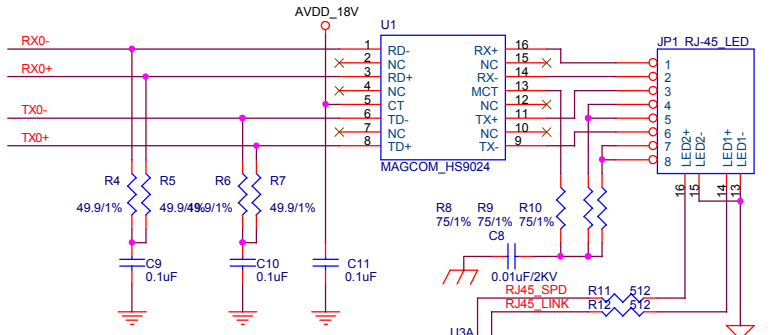 AVDD_18V
U1
JP1 RJ-45_LED
RX0-
RX0+
TX0-
TX0+
1 RD- RX+ 16
2 NC NC 15
3 RD+ RX- 14
4 NC MCT 13
5 CT NC 12
6 TD- TX+ 11
7 NC NC 10
8 TD+ TX- 9
MAGCOM_HS9024
1
2
3
4
5
6
7
8
LED2+
LED2-
LED1+
LED1-
16 15 14 13
R4 R5 R6 R7
49.9/1% 49.9/1% 49.9/1% 49.9/1%
R8 R9 R10
75/1% 75/1% 75/1%
C8
0.01uF/2KV
C9
0.1uF
C10
0.1uF
C11
0.1uF
RJ45_SPD R11 512
RJ45_LINK R12 512
U3A